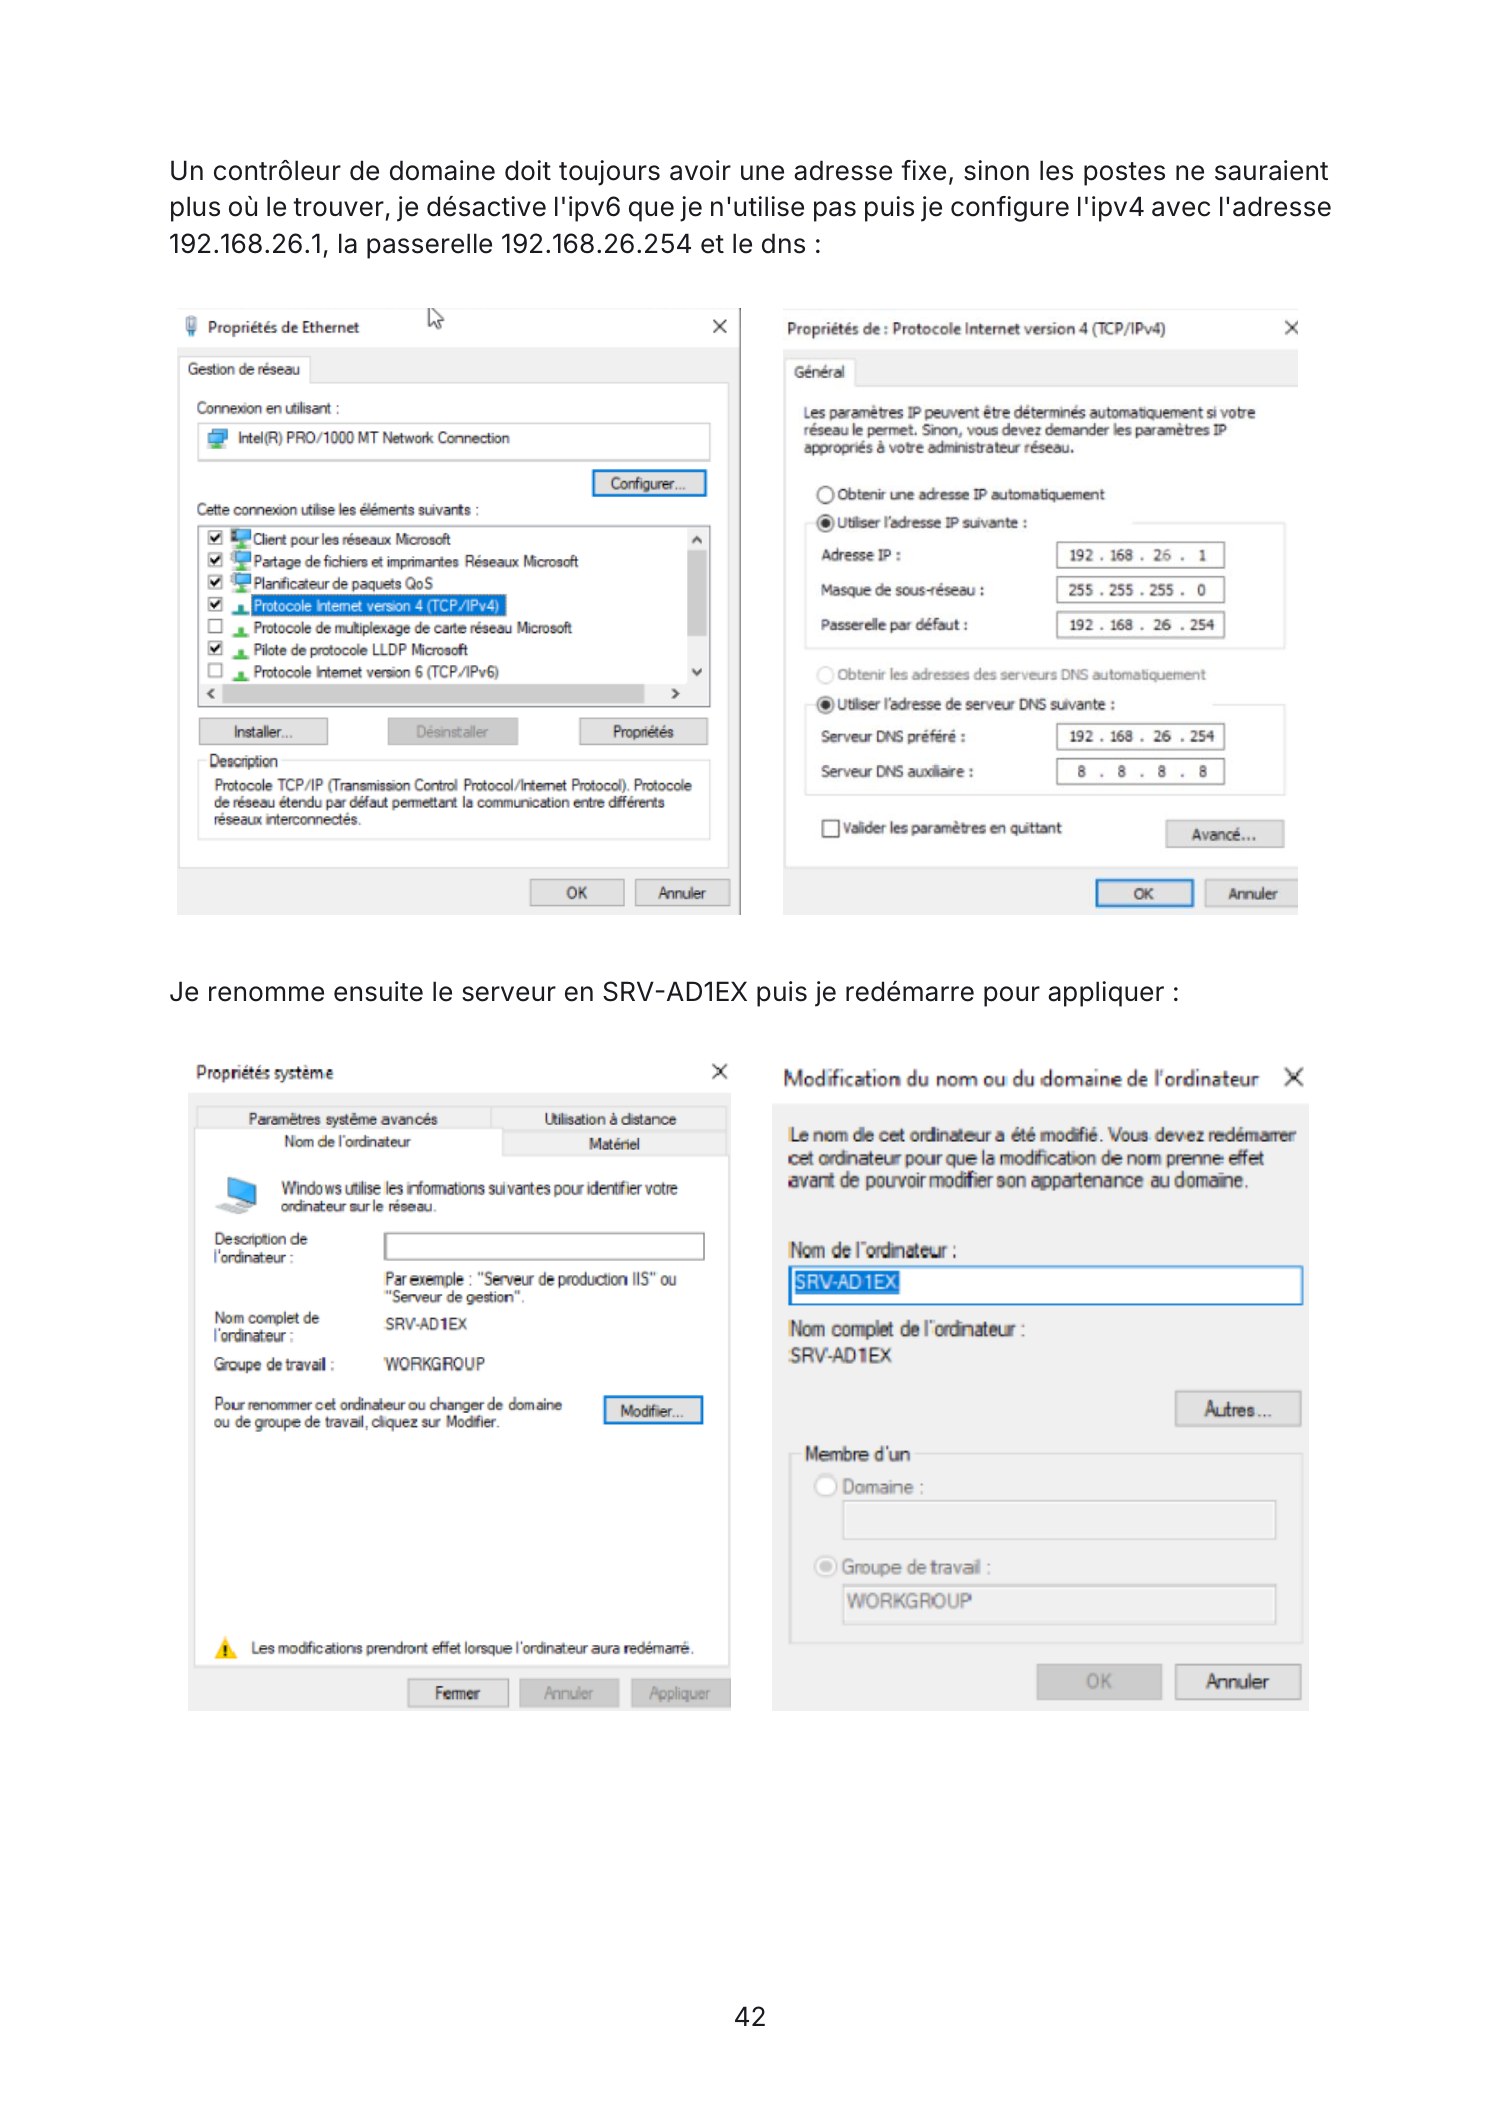 Un contrôleur de domaine doit toujours avoir une adresse fixe, sinon les postes ne sauraient
plus où le trouver, je désactive l'ipv6 que je n'utilise pas puis je configure l'ipv4 avec l'adresse
192.168.26.1, la passerelle 192.168.26.254 et le dns :
Propriétés de Ethernet
Gestion de réseau
Connexion en utilisant :
Intel(R) PRO/1000 MT Network Connection
Configurer...
Cette connexion utilise les éléments suivants :
Client pour les réseaux Microsoft
Partage de fichiers et imprimantes Réseaux Microsoft
Planificateur de paquets QoS
Protocole Internet version 4 (TCP/IPv4)
Protocole de multiplexage de carte réseau Microsoft
Pilote de protocole LLDP Microsoft
Protocole Internet version 6 (TCP/IPv6)
Installer...
Désinstaller
Propriétés
Description
Protocole TCP/IP (Transmission Control Protocol/Internet Protocol). Protocole
de réseau étendu par défaut permettant la communication entre différents
réseaux interconnectés.
OK
Annuler
Propriétés de : Protocole Internet version 4 (TCP/IPv4)
Général
Les paramètres IP peuvent être déterminés automatiquement si votre
réseau le permet. Sinon, vous devez demander les paramètres IP
appropriés à votre administrateur réseau.
Obtenir une adresse IP automatiquement
Utiliser l'adresse IP suivante :
Adresse IP : 192 . 168 . 26 . 1
Masque de sous-réseau : 255 . 255 . 255 . 0
Passerelle par défaut : 192 . 168 . 26 . 254
Obtenir les adresses des serveurs DNS automatiquement
Utiliser l'adresse de serveur DNS suivante :
Serveur DNS préféré : 192 . 168 . 26 . 254
Serveur DNS auxiliaire : 8 . 8 . 8 . 8
Valider les paramètres en quittant
Avancé...
OK
Annuler
Je renomme ensuite le serveur en SRV-AD1EX puis je redémarre pour appliquer :
Propriétés système
Paramètres système avancés
Utilisation à distance
Nom de l'ordinateur
Matériel
Windows utilise les informations suivantes pour identifier votre
ordinateur sur le réseau.
Description de
l'ordinateur :
Par exemple : "Serveur de production IIS" ou
"Serveur de gestion".
Nom complet de
l'ordinateur :
SRV-AD1EX
Groupe de travail : WORKGROUP
Pour renommer cet ordinateur ou changer de domaine
ou de groupe de travail, cliquez sur Modifier.
Modifier...
Les modifications prendront effet lorsque l'ordinateur aura redémarré.
Fermer
Annuler
Appliquer
Modification du nom ou du domaine de l'ordinateur
Le nom de cet ordinateur a été modifié. Vous devez redémarrer
cet ordinateur pour que la modification de nom prenne effet
avant de pouvoir modifier son appartenance au domaine.
Nom de l'ordinateur :
SRV-AD1EX
Nom complet de l'ordinateur :
SRV-AD1EX
Autres...
Membre d'un
Domaine :
Groupe de travail :
WORKGROUP
OK
Annuler
42